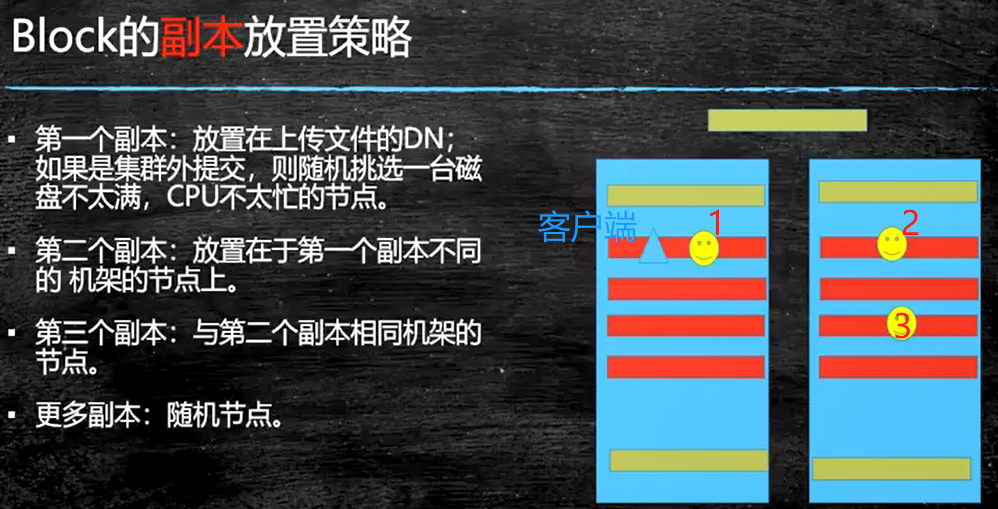 Block的副本放置策略
▪ 第一个副本：放置在上传文件的DN；
如果是集群外提交，则随机挑选一台磁
盘不太满，CPU不太忙的节点。
▪ 第二个副本：放置在于第一个副本不同
的 机架的节点上。
▪ 第三个副本：与第二个副本相同机架的
节点。
▪ 更多副本：随机节点。
客户端
1
2
3